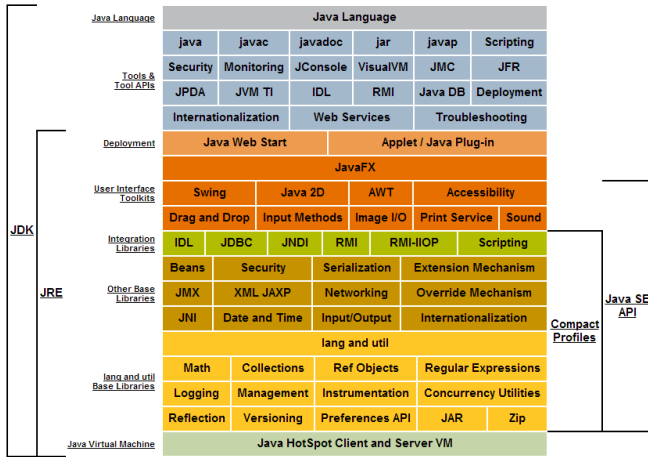 Java Language Java Language
java javac javadoc jar javap Scripting
Security Monitoring JConsole VisualVM JMC JFR
Tools &
Tool APIs
JPDA JVM TI IDL RMI Java DB Deployment
Internationalization Web Services Troubleshooting
Deployment Java Web Start Applet / Java Plug-in
JavaFX
User Interface
Toolkits
Swing Java 2D AWT Accessibility
Drag and Drop Input Methods Image I/O Print Service Sound
JDK
Integration
Libraries
IDL JDBC JNDI RMI RMI-IIOP Scripting
Beans Security Serialization Extension Mechanism
JRE
Other Base
Libraries
JMX XML JAXP Networking Override Mechanism
Java SE
API
JNI Date and Time Input/Output Internationalization
Compact
Profiles
lang and util
Math Collections Ref Objects Regular Expressions
lang and util
Base Libraries
Logging Management Instrumentation Concurrency Utilities
Reflection Versioning Preferences API JAR Zip
Java Virtual Machine Java HotSpot Client and Server VM